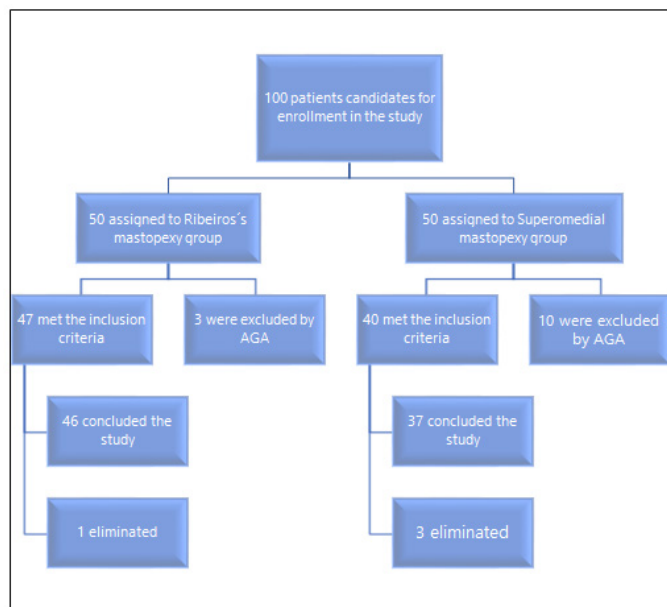 100 patients candidates for
enrollment in the study
50 assigned to Ribeiros´s
mastopexy group
50 assigned to Superomedial
mastopexy group
47 met the inclusion
criteria
3 were excluded by
AGA
40 met the inclusion
criteria
10 were excluded
by AGA
46 concluded the
study
37 concluded the
study
1 eliminated
3 eliminated